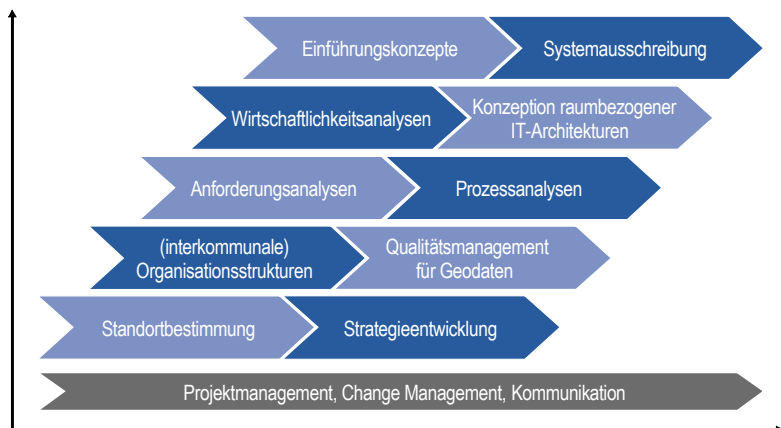 Einführungskonzepte
Systemausschreibung
Wirtschaftlichkeitsanalysen
Konzeption raumbezogener
IT-Architekturen
Anforderungsanalysen
Prozessanalysen
(interkommunale)
Organisationsstrukturen
Qualitätsmanagement
für Geodaten
Standortbestimmung
Strategieentwicklung
Projektmanagement, Change Management, Kommunikation